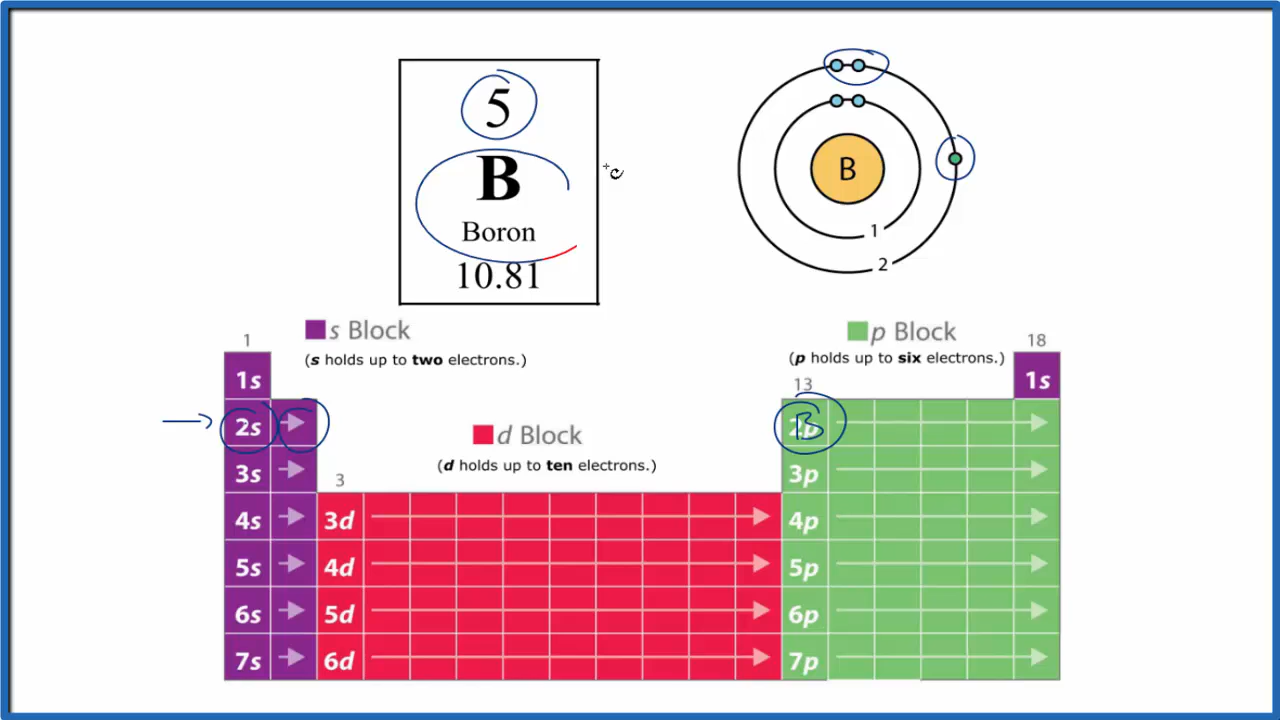 5
B
Boron
10.81
B
1
2
1
s Block
(s holds up to two electrons.)
p Block
(p holds up to six electrons.)
18
1s
13
1s
2s
2p
B
d Block
(d holds up to ten electrons.)
3s
3
3p
4s
3d
4p
5s
4d
5p
6s
5d
6p
7s
6d
7p